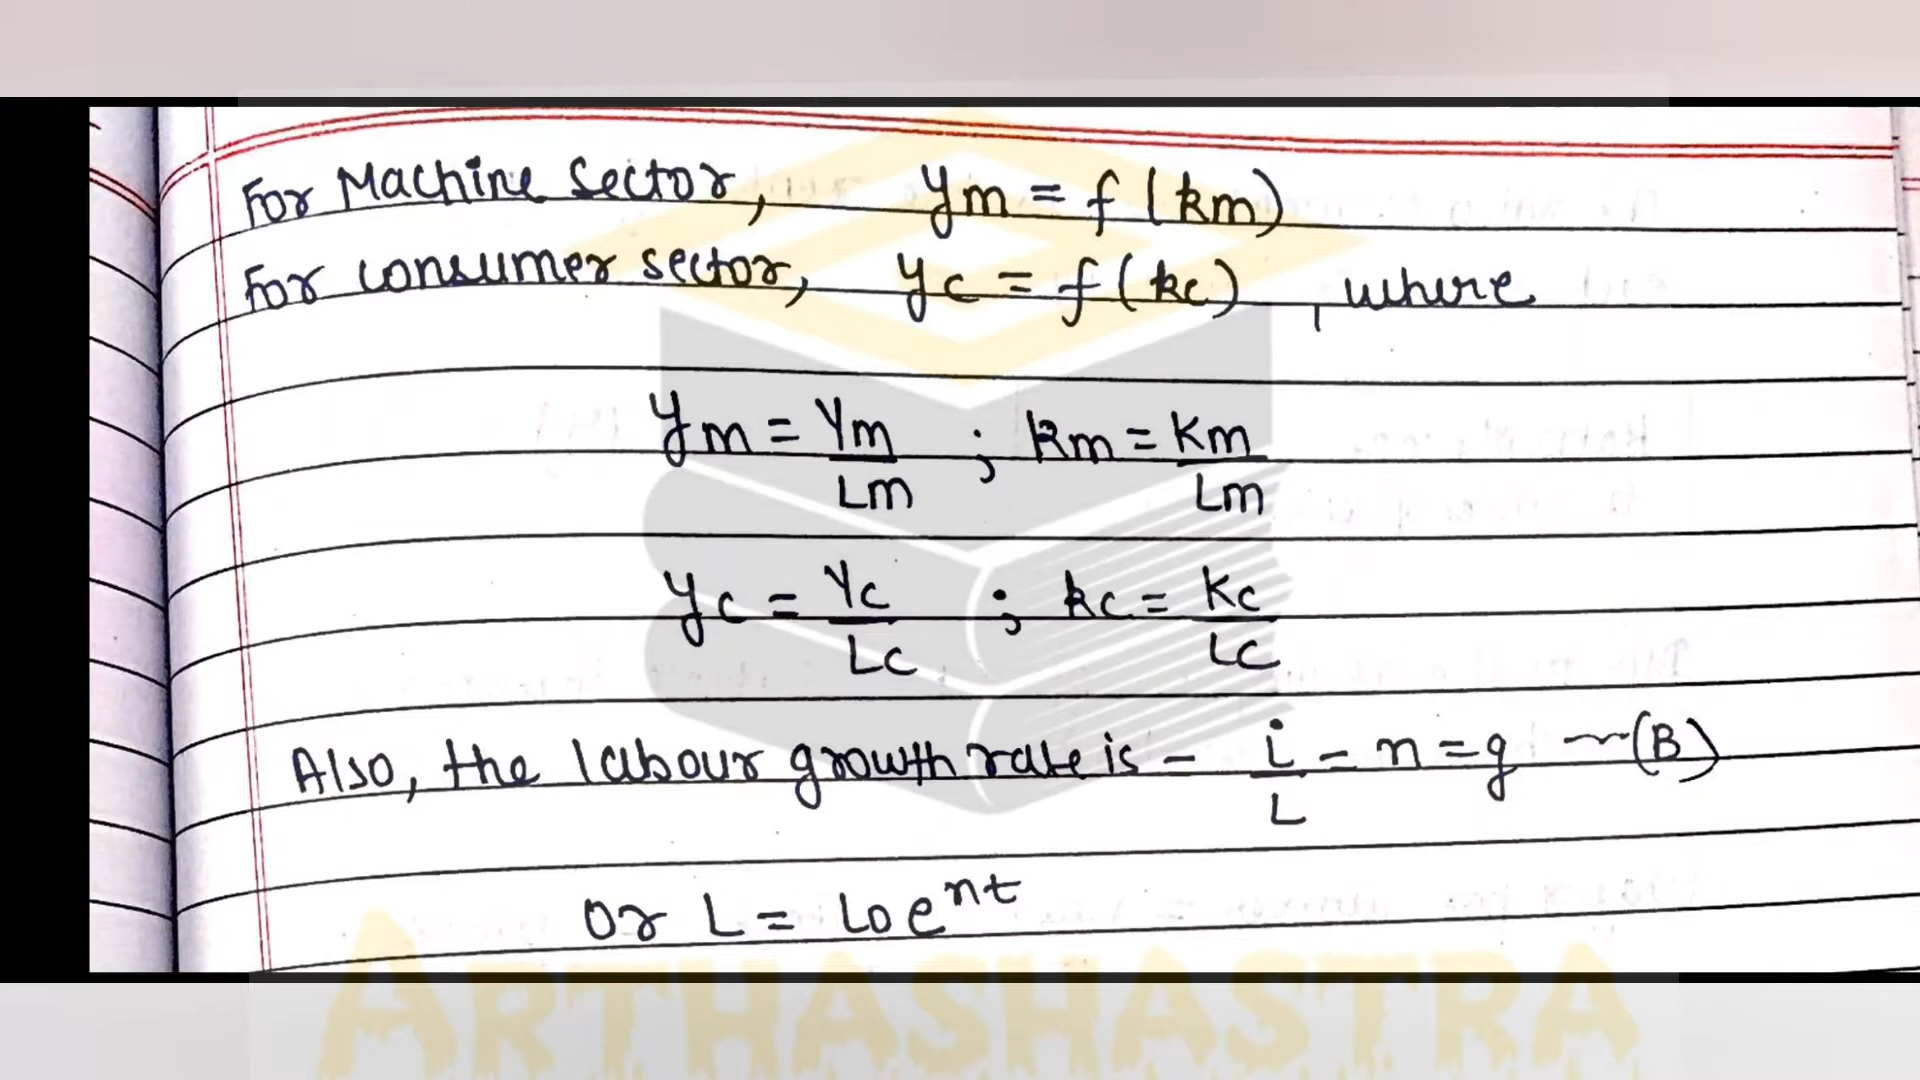 For Machine Sector, ym = f(km)
For consumer sector, yc = f(kc) , where
ym = Ym/Lm ; km = Km/Lm
yc = Yc/Lc ; kc = Kc/Lc
Also, the labour growth rate is - L̇/L = n = g ~(B)
Or L = L0e^nt
ARTHASHASTRA